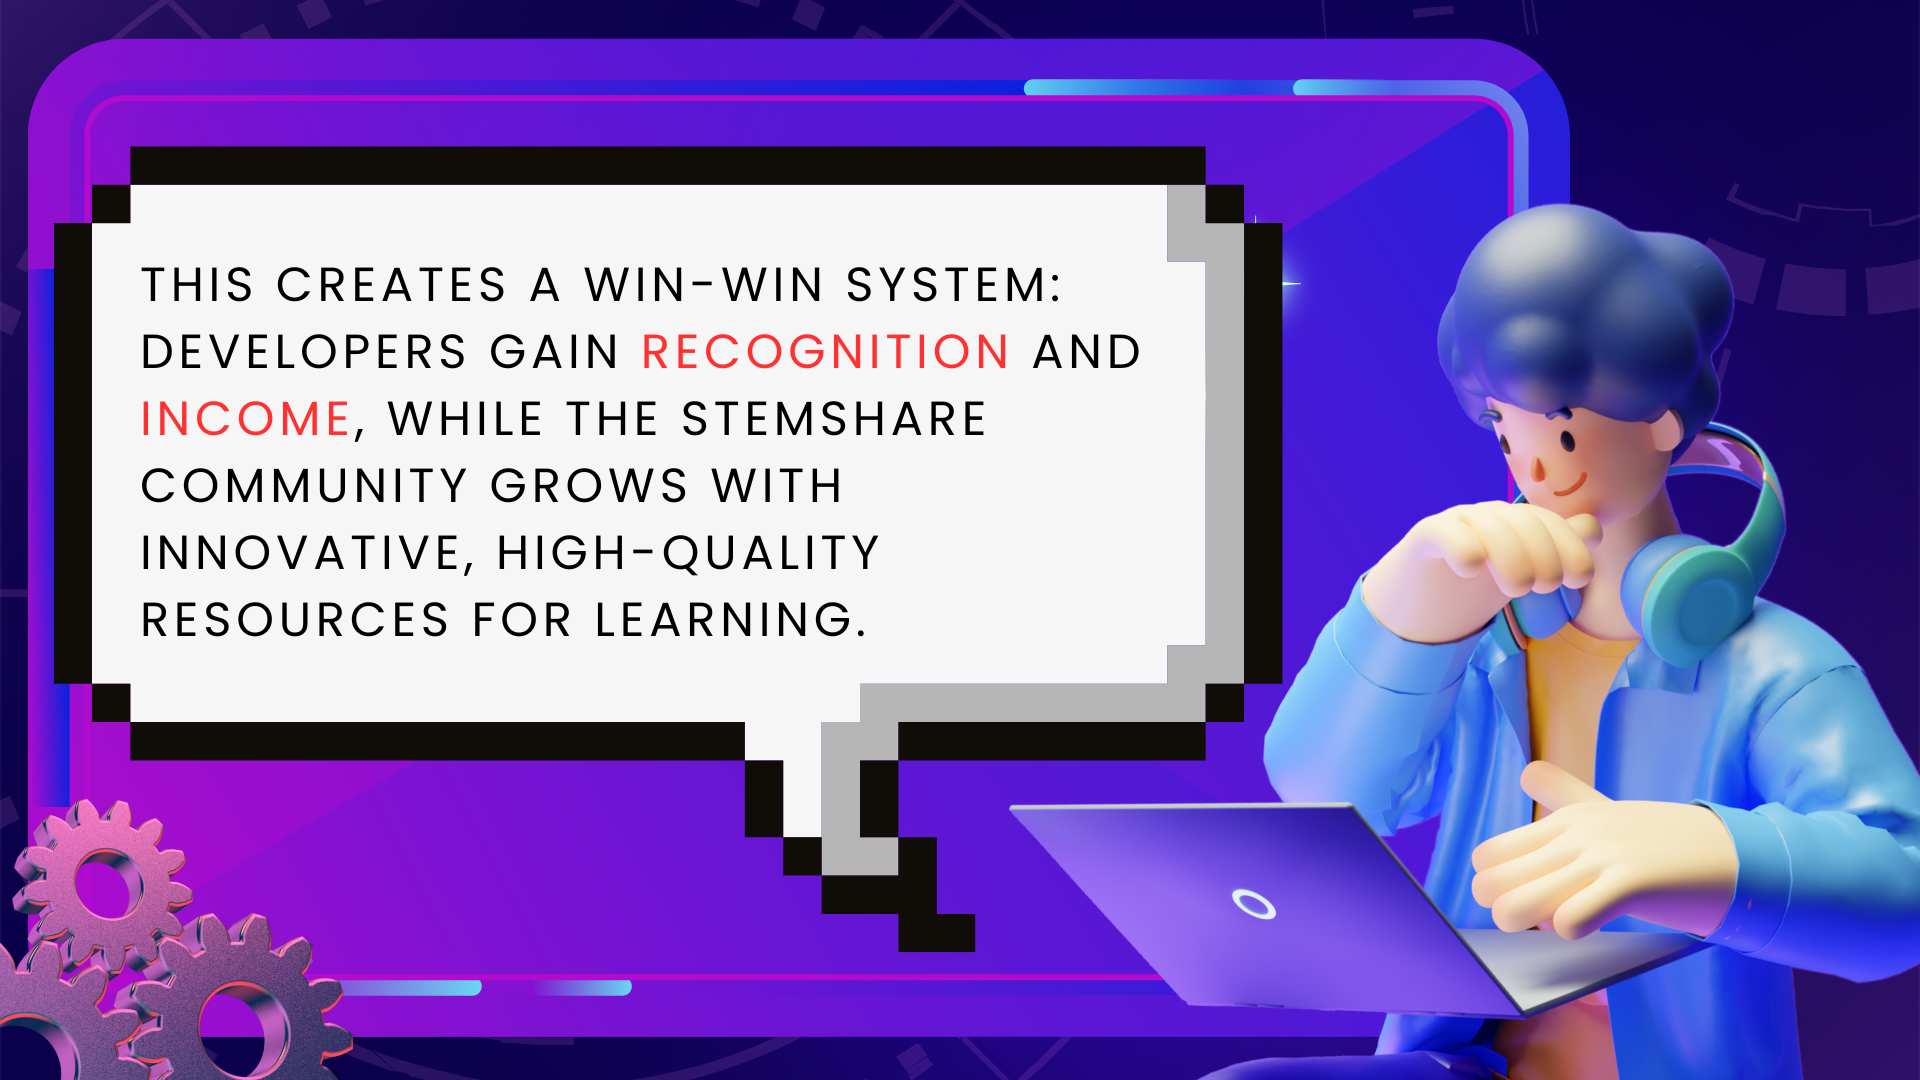 THIS CREATES A WIN-WIN SYSTEM:
DEVELOPERS GAIN RECOGNITION AND
INCOME, WHILE THE STEMSHARE
COMMUNITY GROWS WITH
INNOVATIVE, HIGH-QUALITY
RESOURCES FOR LEARNING.